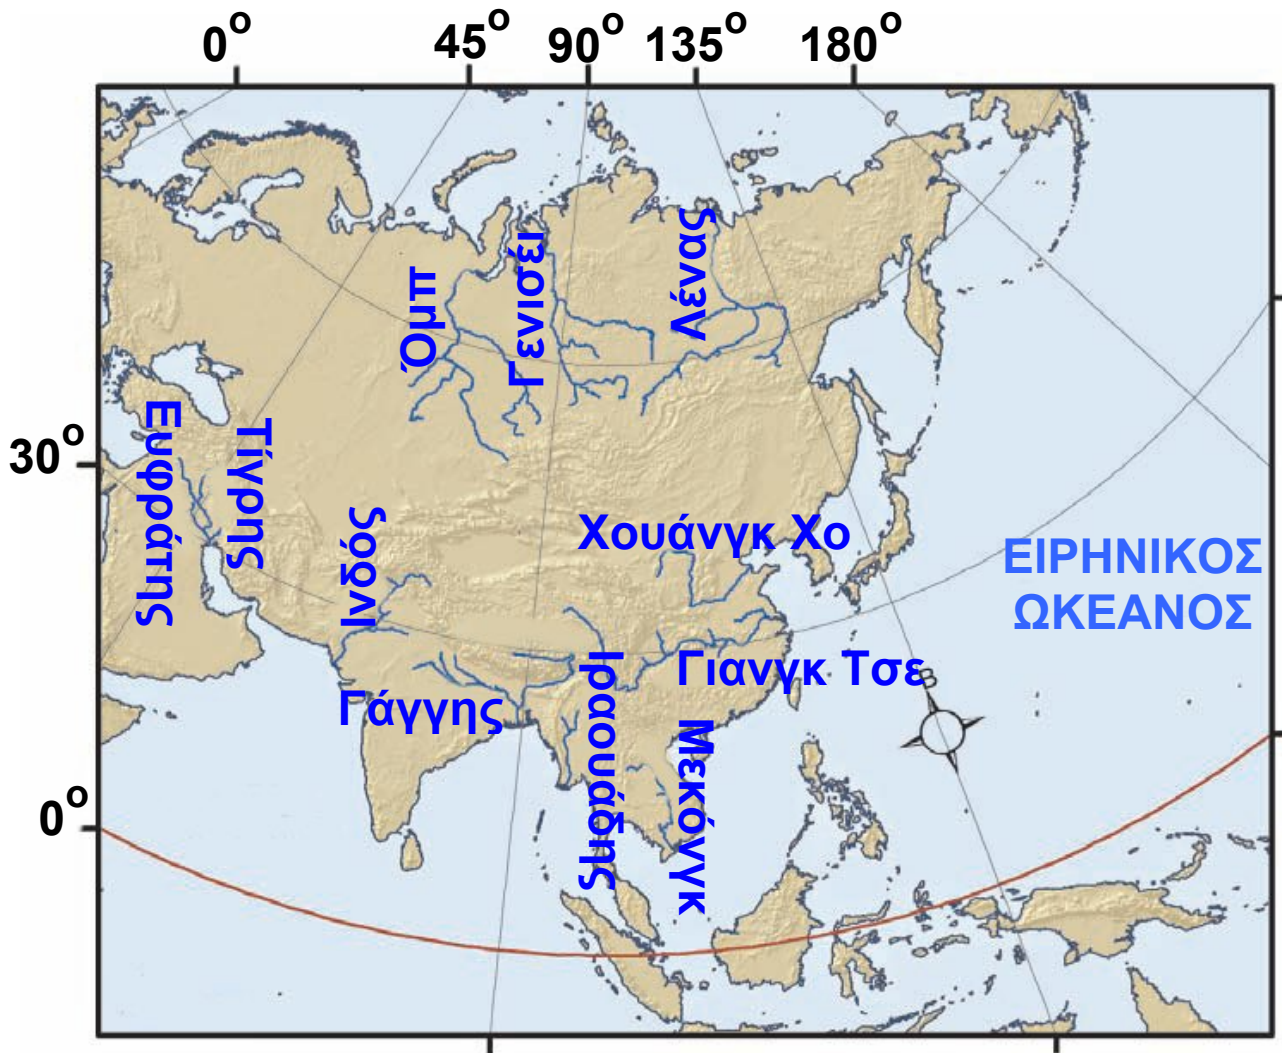 0° 45° 90° 135° 180°
Όμπ
Γενισέι
Λένας
Ευφράτης
Τίγρης
30°
Ινδός
Χουάνγκ Χο
ΕΙΡΗΝΙΚΟΣ
ΩΚΕΑΝΟΣ
Γάγγης
Ιραουάδης
Γιανγκ Τσε
Β
Μεκόνγκ
0°